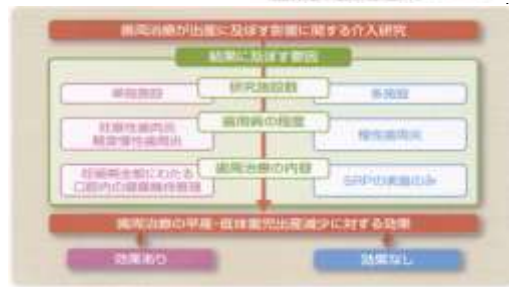 歯周治療が出産に及ぼす影響に関する介入研究
結果に及ぼす要因
研究施設数
単施設
多施設
歯周病の程度
妊娠性歯肉炎
軽度慢性歯周炎
慢性歯周炎
歯周治療の内容
妊娠期全般にわたる
口腔内の健康維持管理
SRPの実施のみ
歯周治療の早産・低体重児出産減少に対する効果
効果あり
効果なし